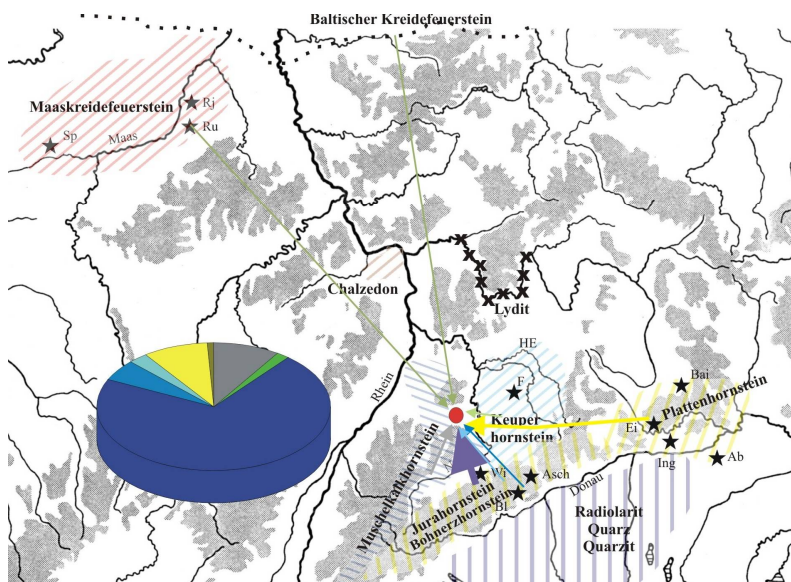 Baltischer Kreidefeuerstein
Maaskreidefeuerstein
Rj
Ru
Sp
Maas
Chalzedon
Lydit
Rhein
HE
F
Bai
Plattenhornstein
Ei
Keuper
hornstein
Ing
Ab
Muschelkalkhornstein
Wi
Asch
Jurahornstein
Bohnerzhornstein
Bl
Donau
Radiolarit
Quarz
Quarzit
x
x
x
x
x
x
x
x
x